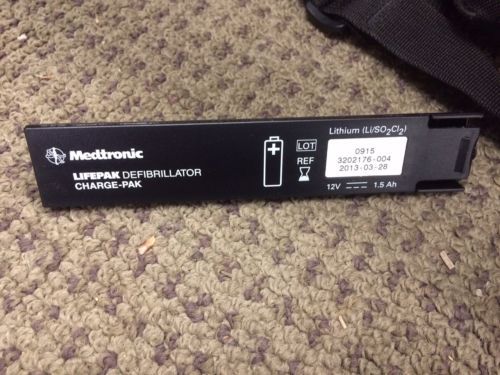 Medtronic
LIFEPAK DEFIBRILLATOR
CHARGE-PAK
Lithium (Li/SO2Cl2)
LOT 0915
REF 3202176-004
2013-03-28
12V 1.5 Ah